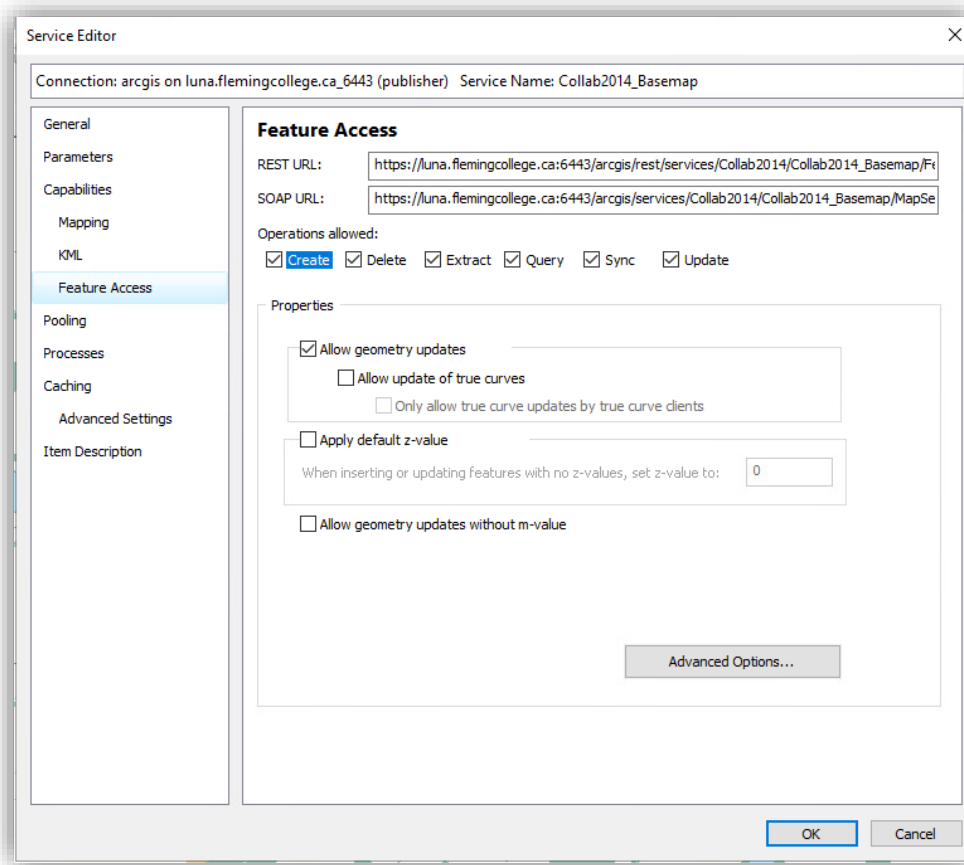 Service Editor
Connection: arcgis on luna.flemingcollege.ca_6443 (publisher) Service Name: Collab2014_Basemap
General
Parameters
Capabilities
Mapping
KML
Feature Access
Pooling
Processes
Caching
Advanced Settings
Item Description
Feature Access
REST URL: https://luna.flemingcollege.ca:6443/arcgis/rest/services/Collab2014/Collab2014_Basemap/Fe
SOAP URL: https://luna.flemingcollege.ca:6443/arcgis/services/Collab2014/Collab2014_Basemap/MapSe
Operations allowed:
Create Delete Extract Query Sync Update
Properties
Allow geometry updates
Allow update of true curves
Only allow true curve updates by true curve clients
Apply default z-value
When inserting or updating features with no z-values, set z-value to: 0
Allow geometry updates without m-value
Advanced Options...
OK Cancel